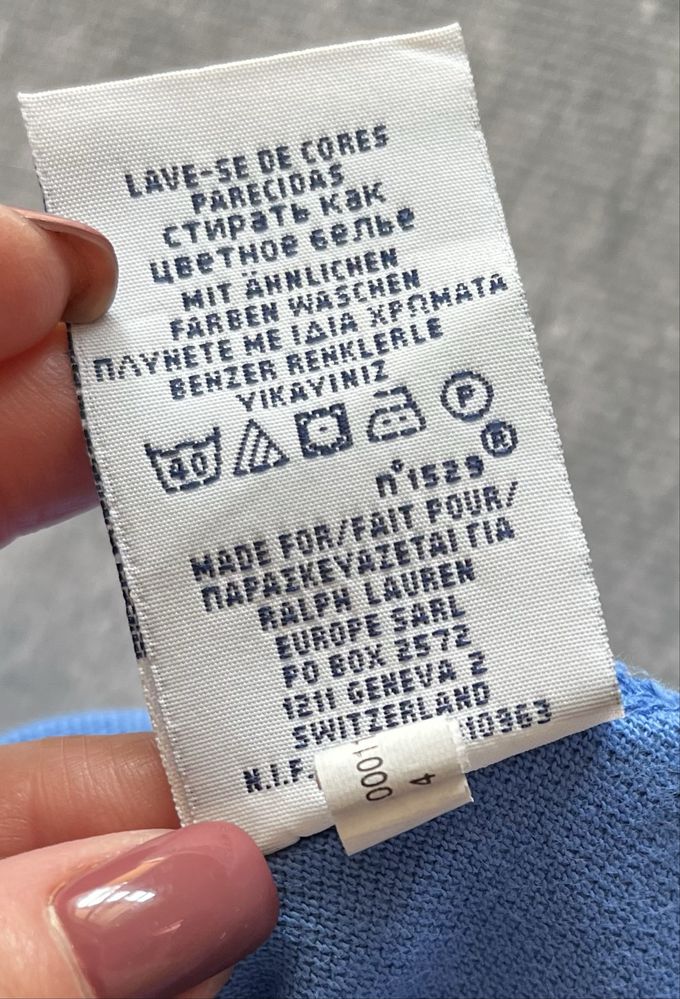 LAVE-SE DE CORES
PARECIDAS
стирать как
цветное белье
MIT ÄHNLICHEN
FARBEN WASCHEN
ΠΛΥΝΕΤΕ ΜΕ ΙΔΙΑ ΧΡΩΜΑΤΑ
BENZER RENKLERLE
YIKAYINIZ
40 P
R
n°1529
MADE FOR/FAIT POUR/
ΠΑΡΑΣΚΕΥΑΖΕΤΑΙ ΓΙΑ
RALPH LAUREN
EUROPE SARL
PO BOX 2572
1211 GENEVA 2
SWITZERLAND
N.I.F. 10363
00011
4